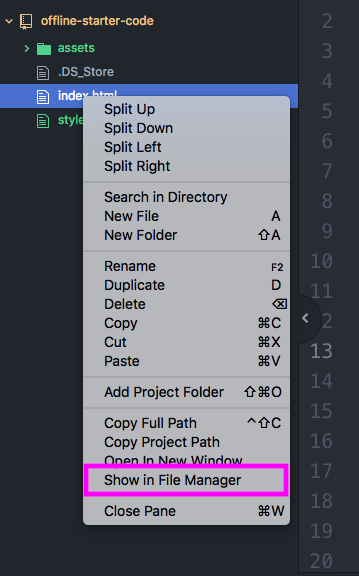 offline-starter-code
assets
.DS_Store
index.html
style
Split Up
Split Down
Split Left
Split Right
Search in Directory
New File A
New Folder ⇧A
Rename F2
Duplicate D
Delete ⌫
Copy ⌘C
Cut ⌘X
Paste ⌘V
Add Project Folder ⇧⌘O
Copy Full Path ^⇧C
Copy Project Path
Open In New Window
Show in File Manager
Close Pane ⌘W
2
3
4
5
6
7
8
9
10
11
2
13
14
15
16
17
18
19
20